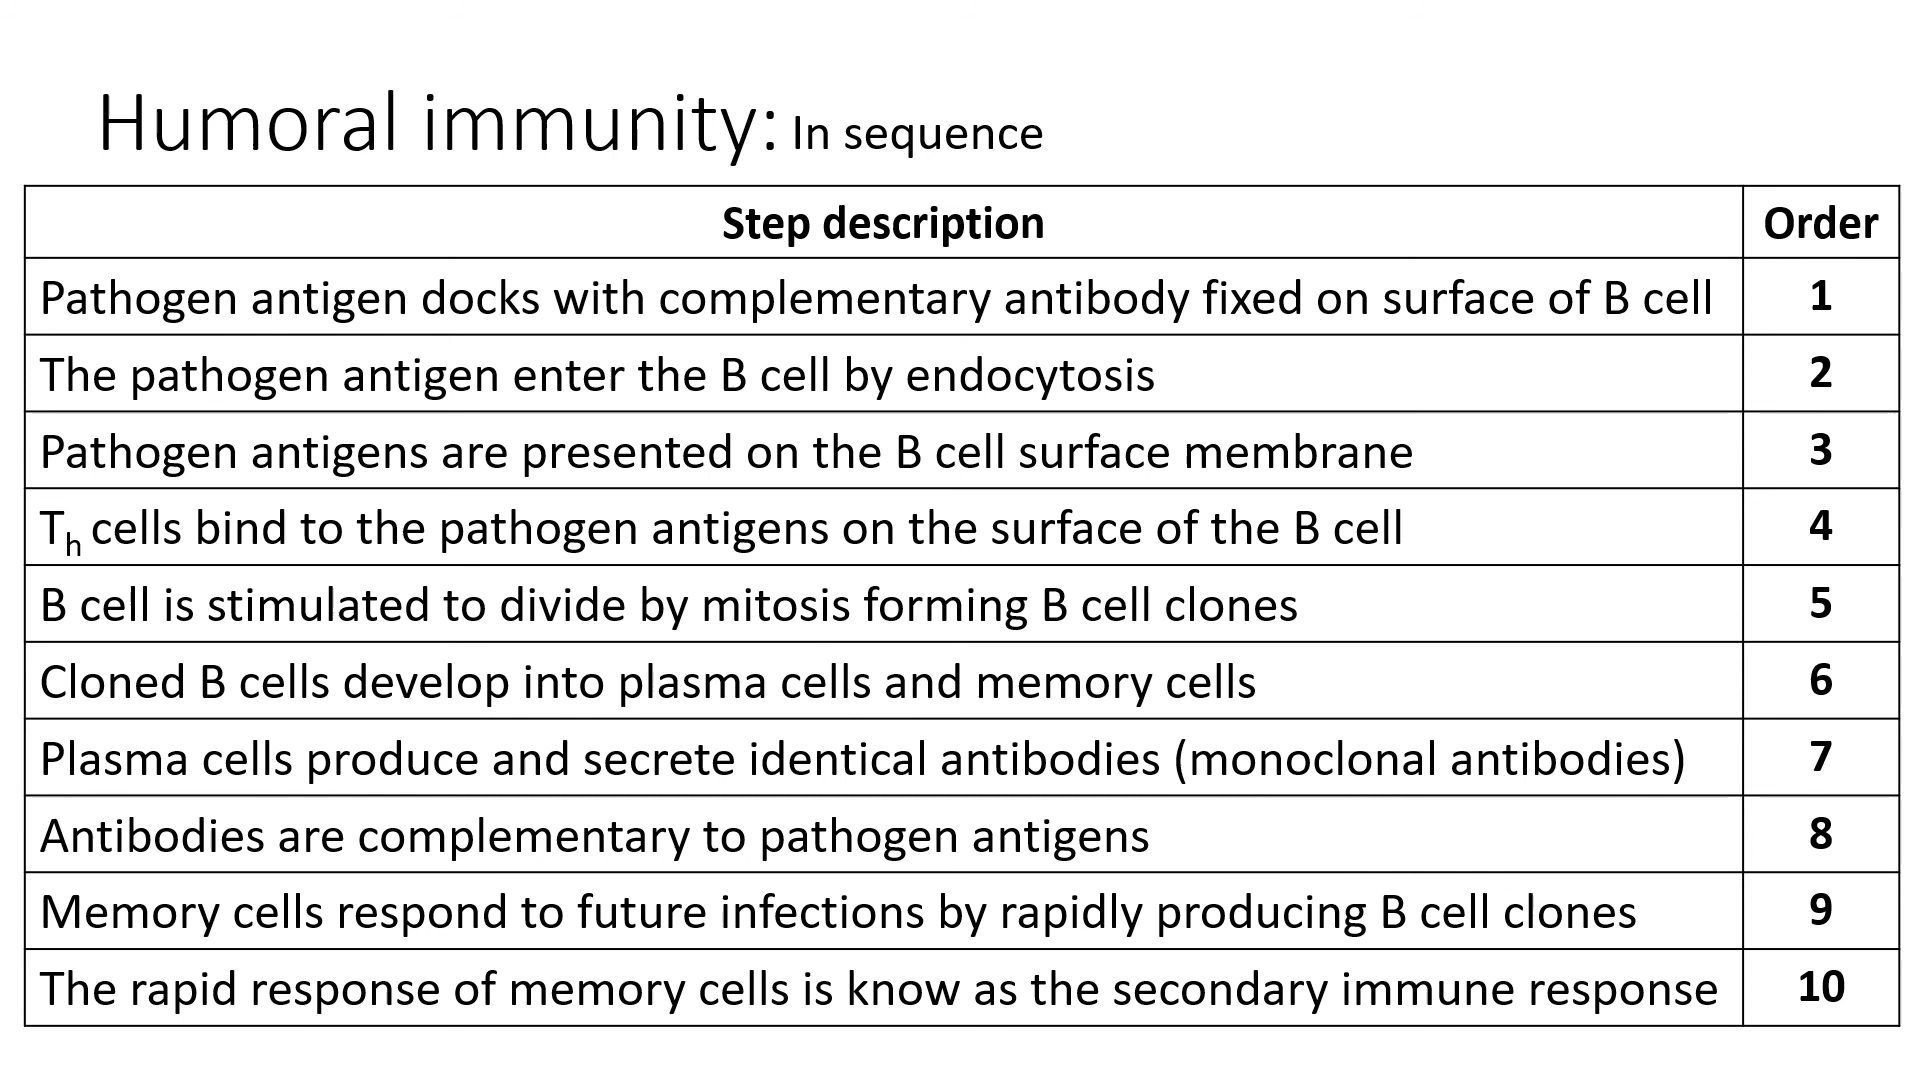 Humoral immunity: In sequence
Step description Order
Pathogen antigen docks with complementary antibody fixed on surface of B cell 1
The pathogen antigen enter the B cell by endocytosis 2
Pathogen antigens are presented on the B cell surface membrane 3
Th cells bind to the pathogen antigens on the surface of the B cell 4
B cell is stimulated to divide by mitosis forming B cell clones 5
Cloned B cells develop into plasma cells and memory cells 6
Plasma cells produce and secrete identical antibodies (monoclonal antibodies) 7
Antibodies are complementary to pathogen antigens 8
Memory cells respond to future infections by rapidly producing B cell clones 9
The rapid response of memory cells is know as the secondary immune response 10